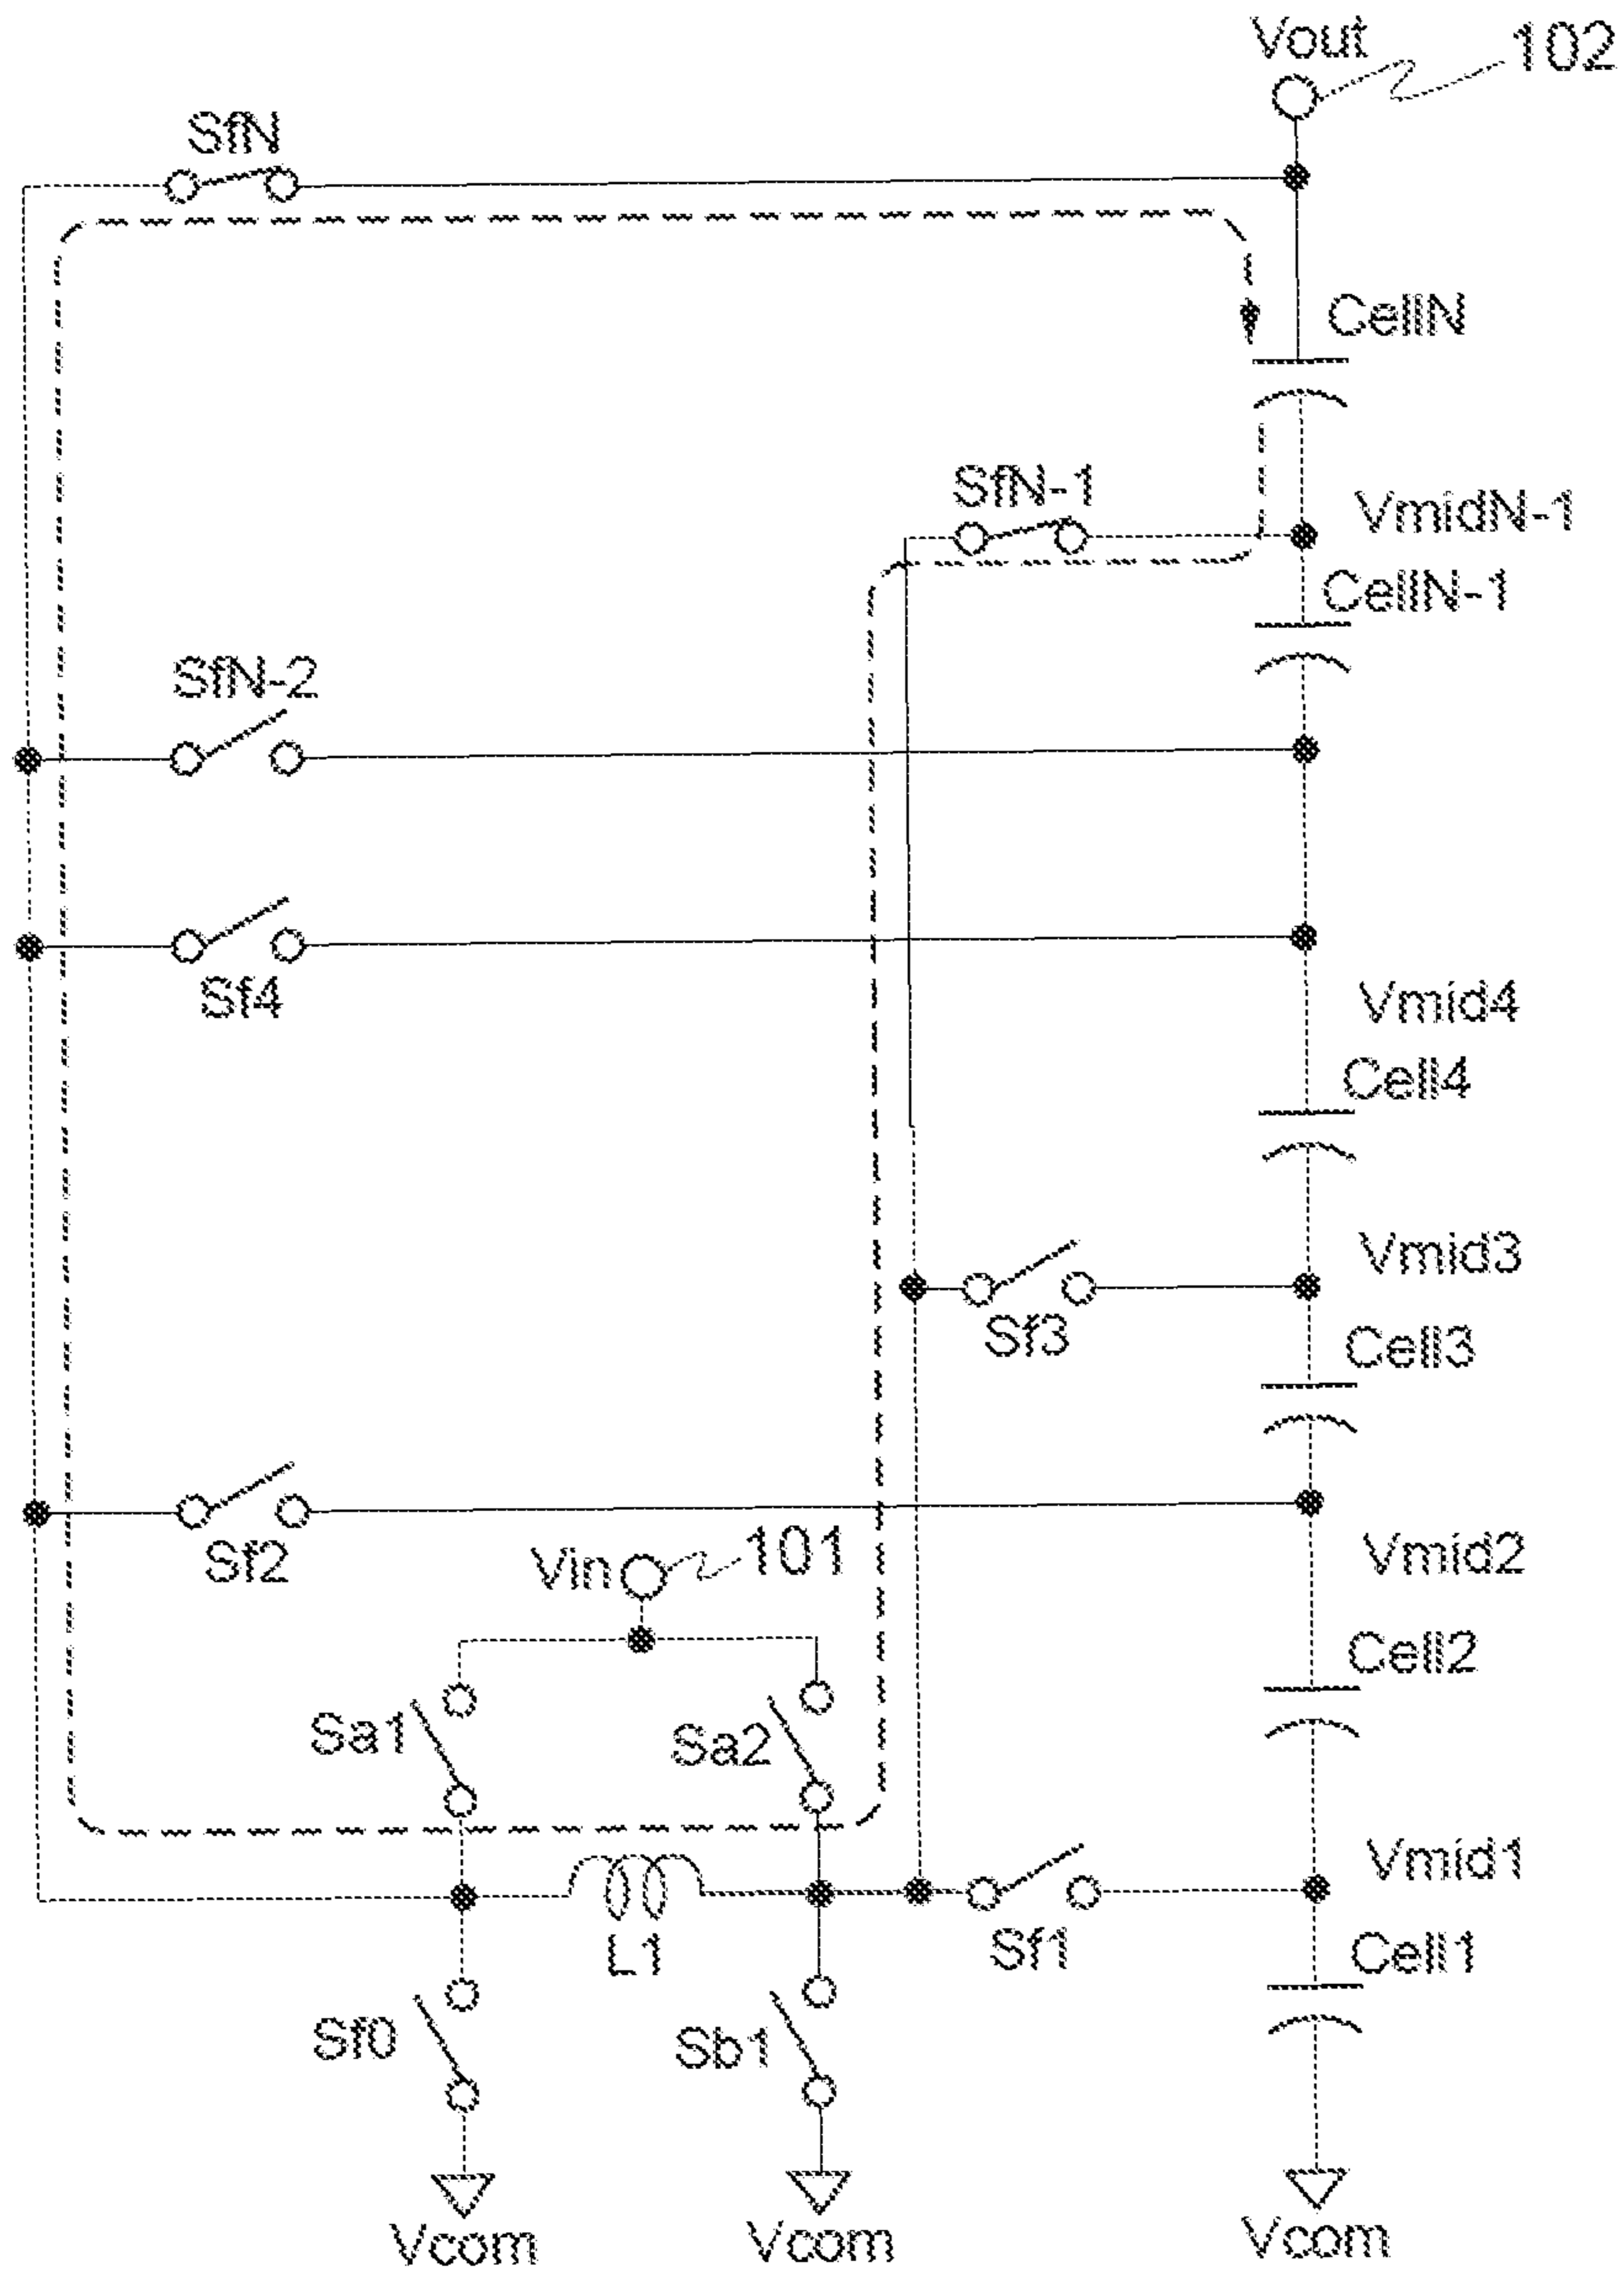 Vout
102
SfN
CellN
SfN-1
VmidN-1
CellN-1
SfN-2
Sf4
Vmid4
Cell4
Vmid3
Sf3
Cell3
Sf2
Vin
101
Vmid2
Cell2
Sa1
Sa2
Vmid1
L1
Sf1
Cell1
Sf0
Sb1
Vcom
Vcom
Vcom